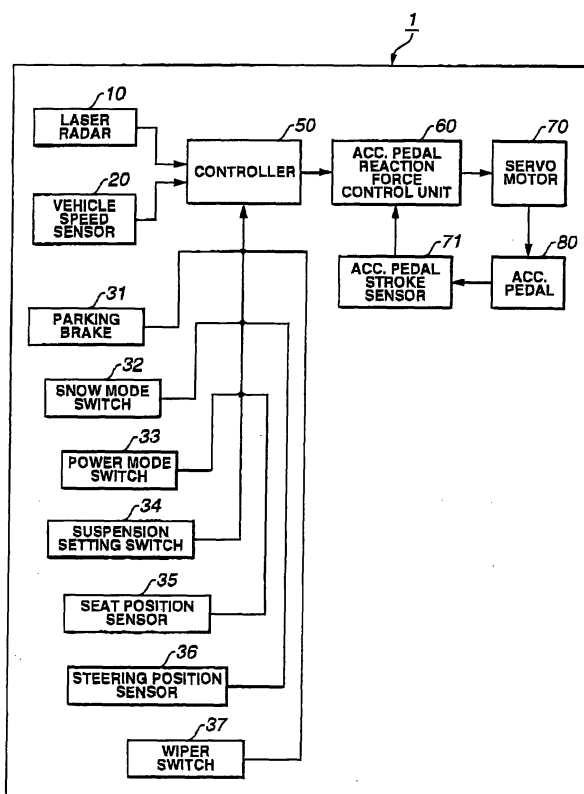 1
10
LASER
RADAR
20
VEHICLE
SPEED
SENSOR
50
CONTROLLER
60
ACC. PEDAL
REACTION
FORCE
CONTROL UNIT
70
SERVO
MOTOR
71
ACC. PEDAL
STROKE
SENSOR
80
ACC.
PEDAL
31
PARKING
BRAKE
32
SNOW MODE
SWITCH
33
POWER MODE
SWITCH
34
SUSPENSION
SETTING SWITCH
35
SEAT POSITION
SENSOR
36
STEERING POSITION
SENSOR
37
WIPER
SWITCH